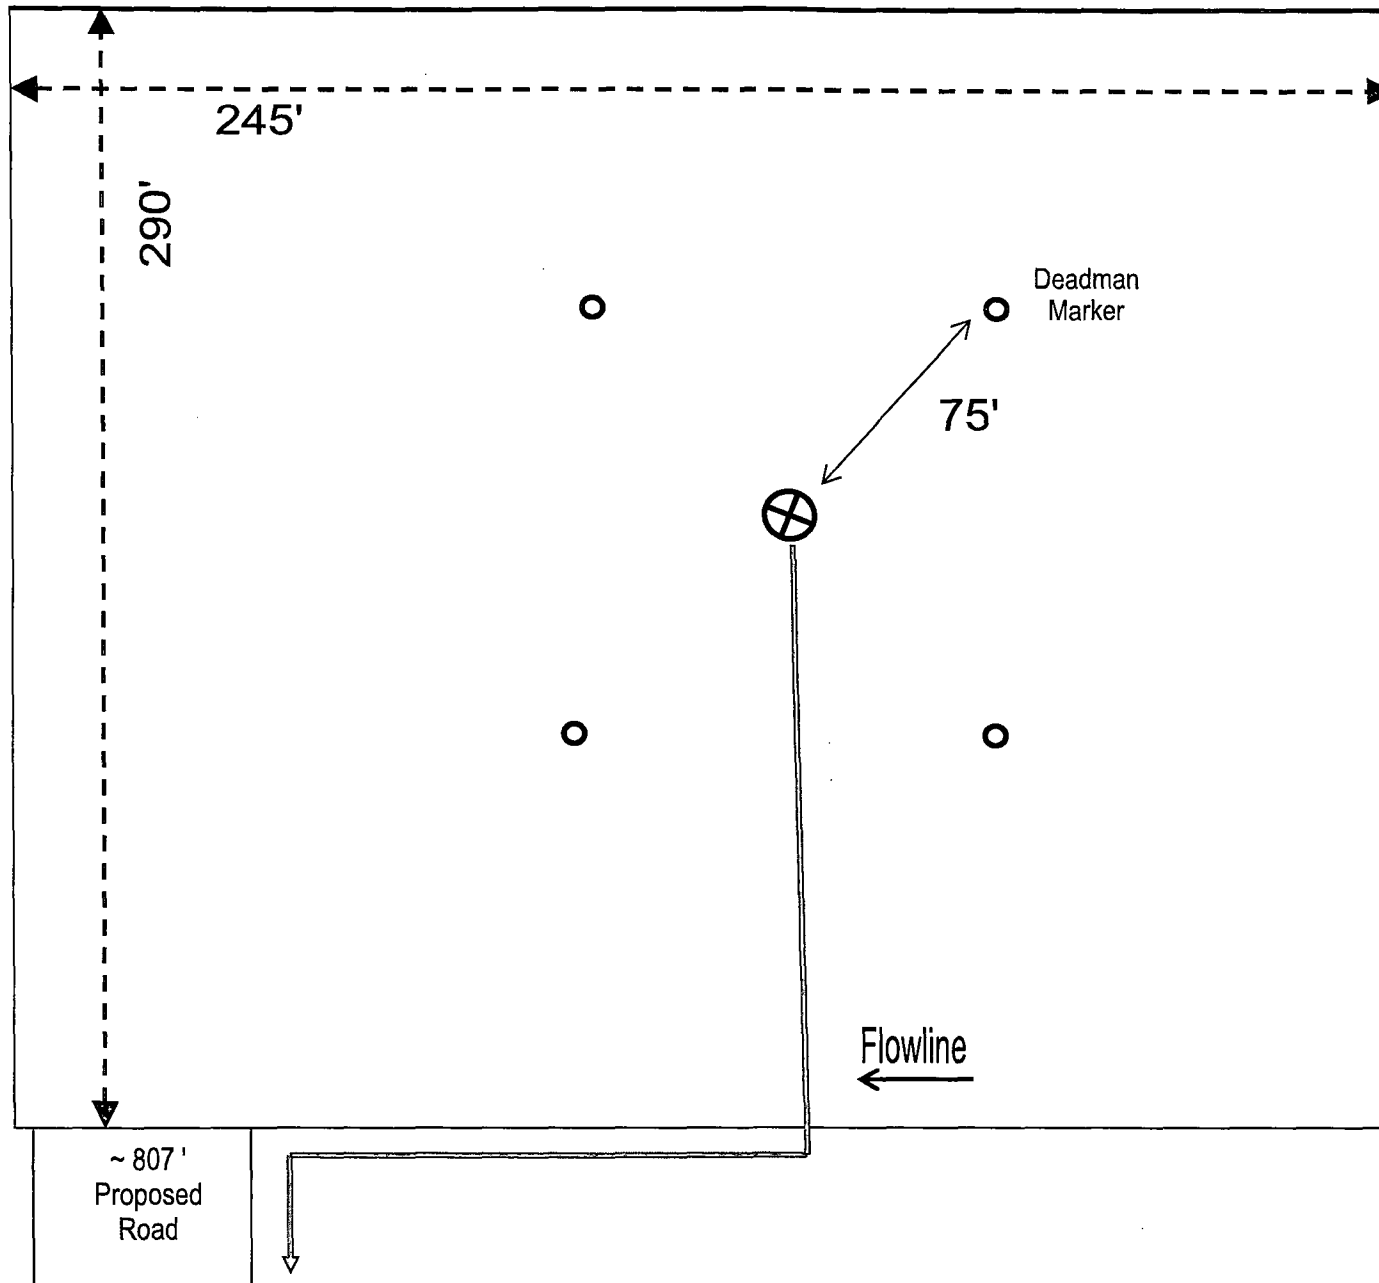 245'
290'
Deadman
Marker
75'
Flowline
~ 807 '
Proposed
Road